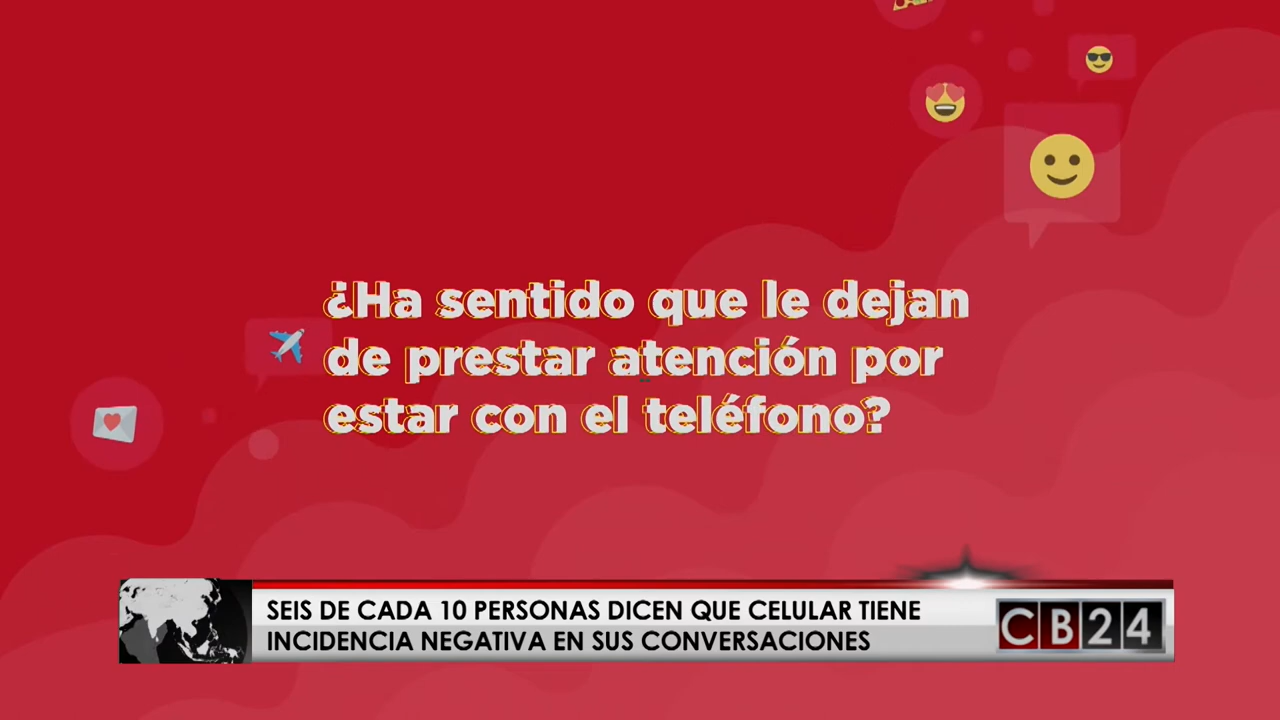 ¿Ha sentido que le dejan
de prestar atención por
estar con el teléfono?
SEIS DE CADA 10 PERSONAS DICEN QUE CELULAR TIENE
INCIDENCIA NEGATIVA EN SUS CONVERSACIONES
CB24